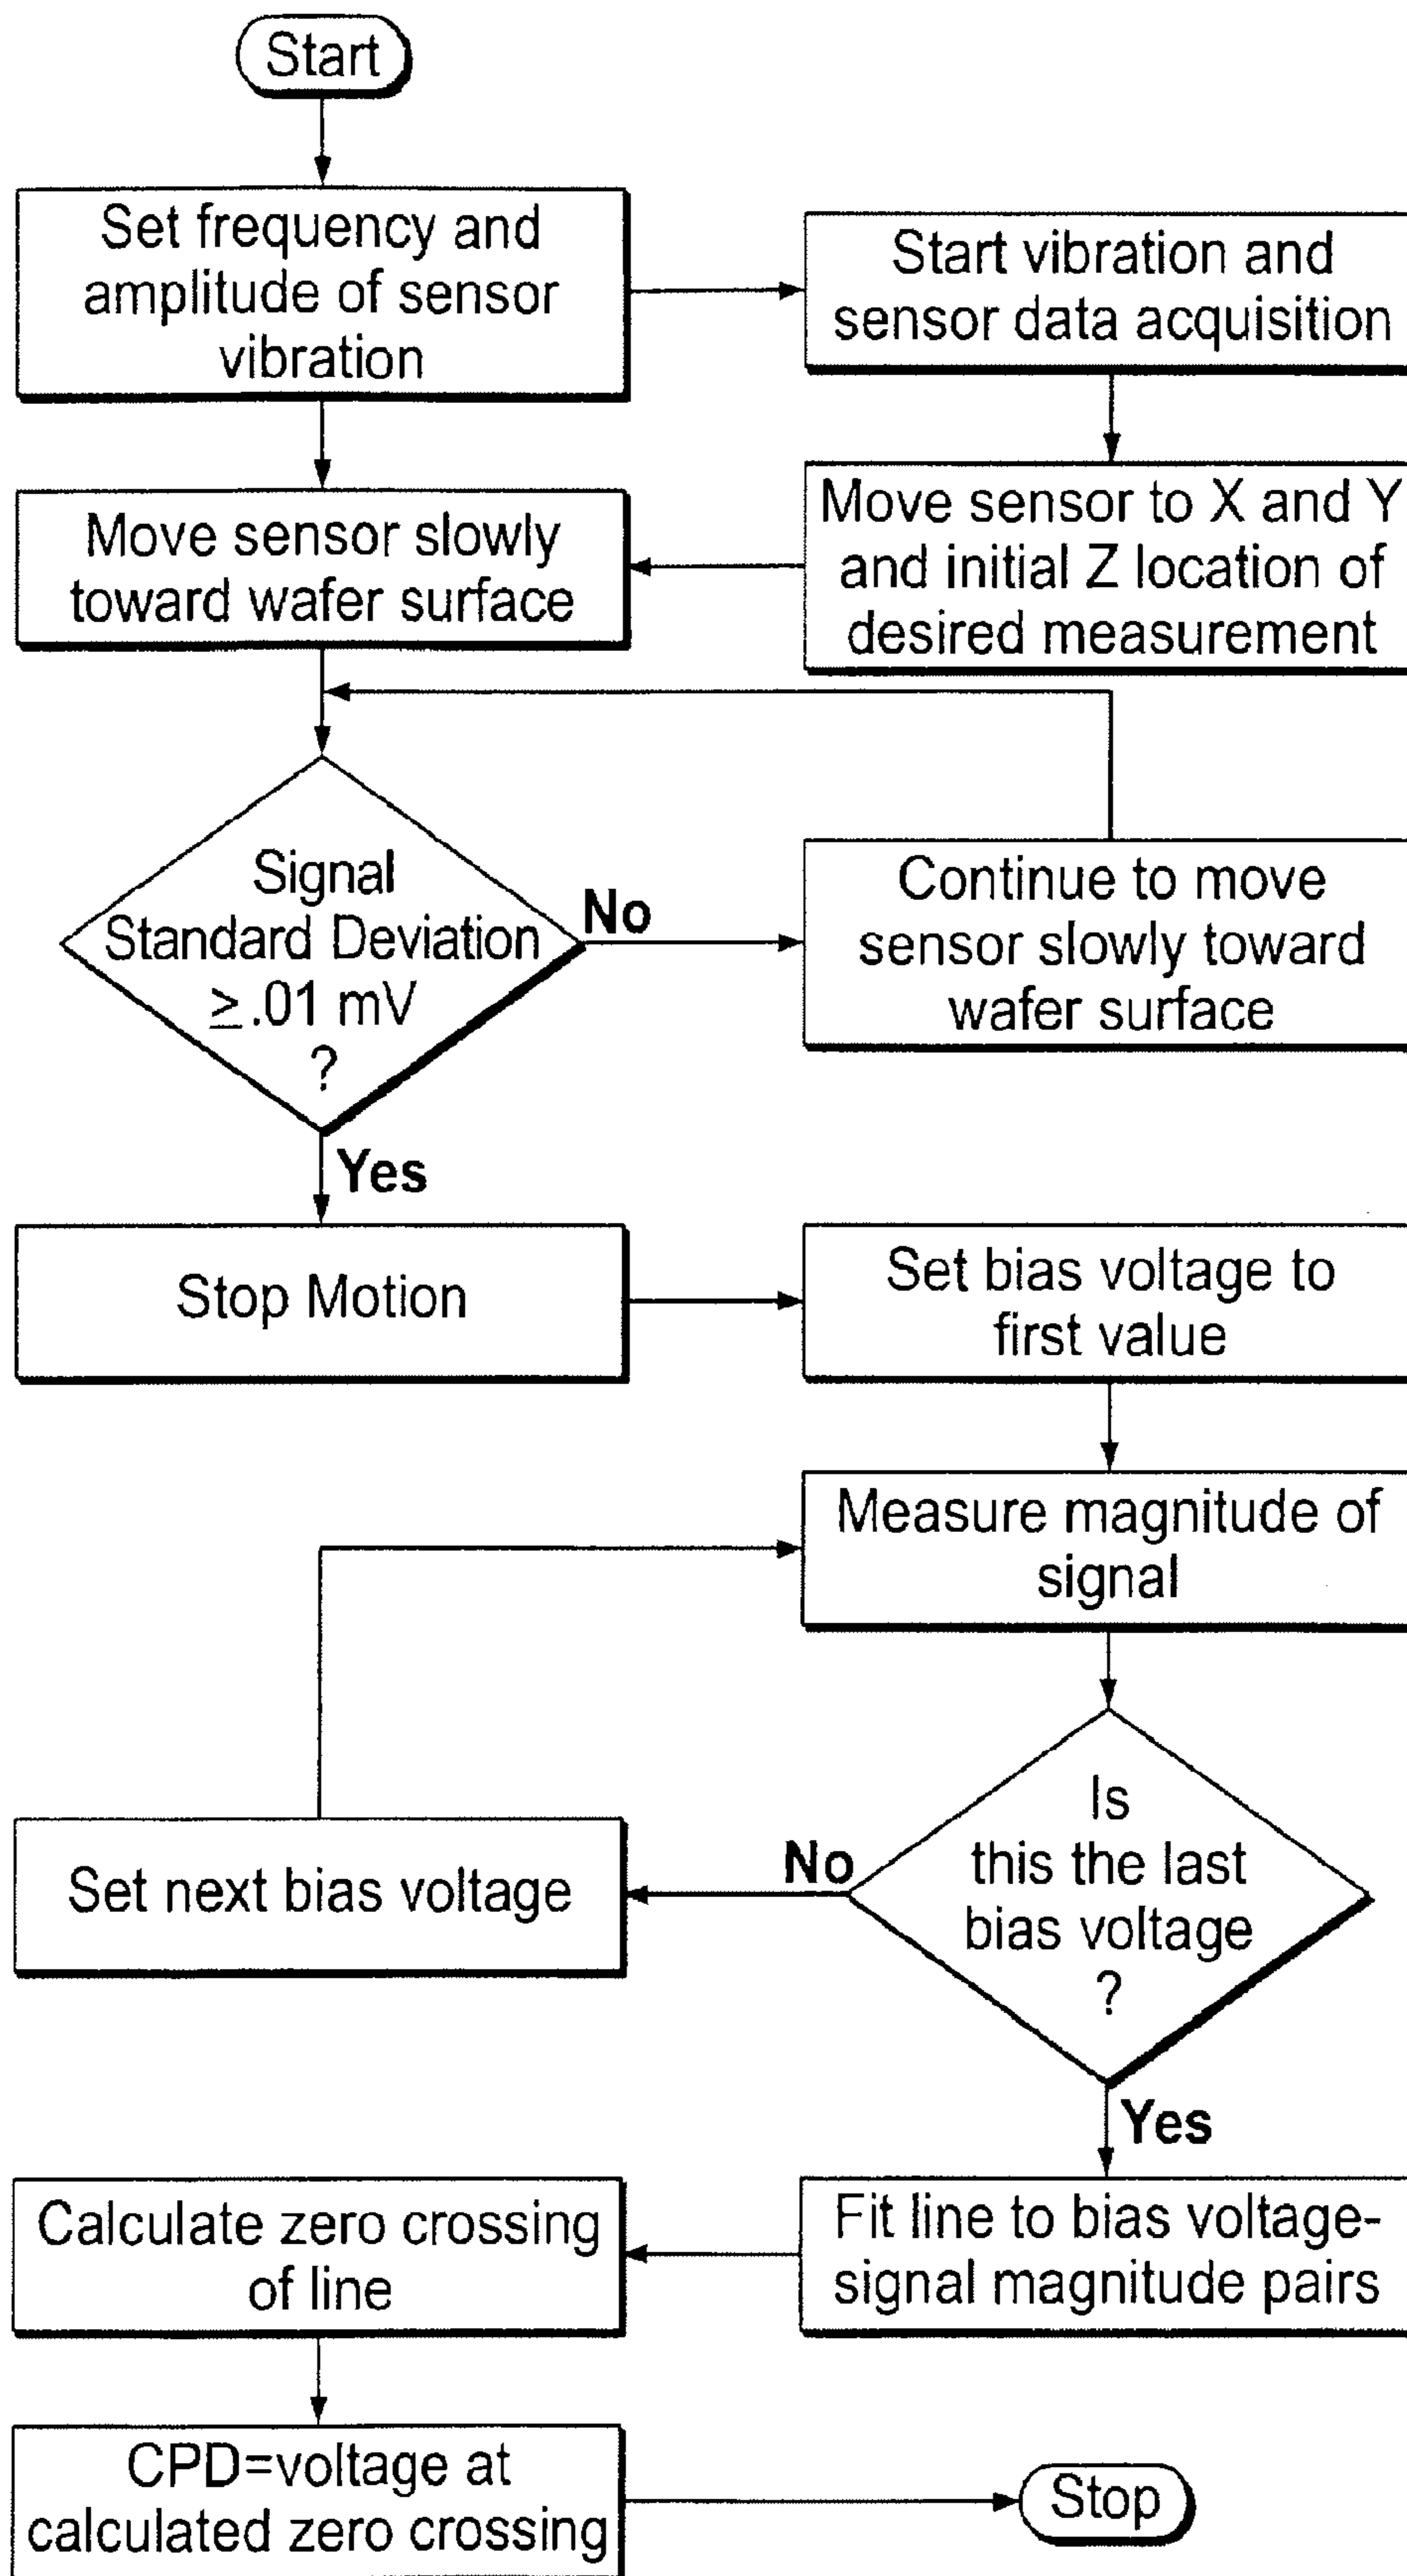 Start
Set frequency and
amplitude of sensor
vibration
Start vibration and
sensor data acquisition
Move sensor to X and Y
and initial Z location of
desired measurement
Move sensor slowly
toward wafer surface
Signal
Standard Deviation
≥.01 mV
?
No
Continue to move
sensor slowly toward
wafer surface
Yes
Stop Motion
Set bias voltage to
first value
Measure magnitude of
signal
Is
this the last
bias voltage
?
No
Set next bias voltage
Yes
Fit line to bias voltage-
signal magnitude pairs
Calculate zero crossing
of line
CPD=voltage at
calculated zero crossing
Stop